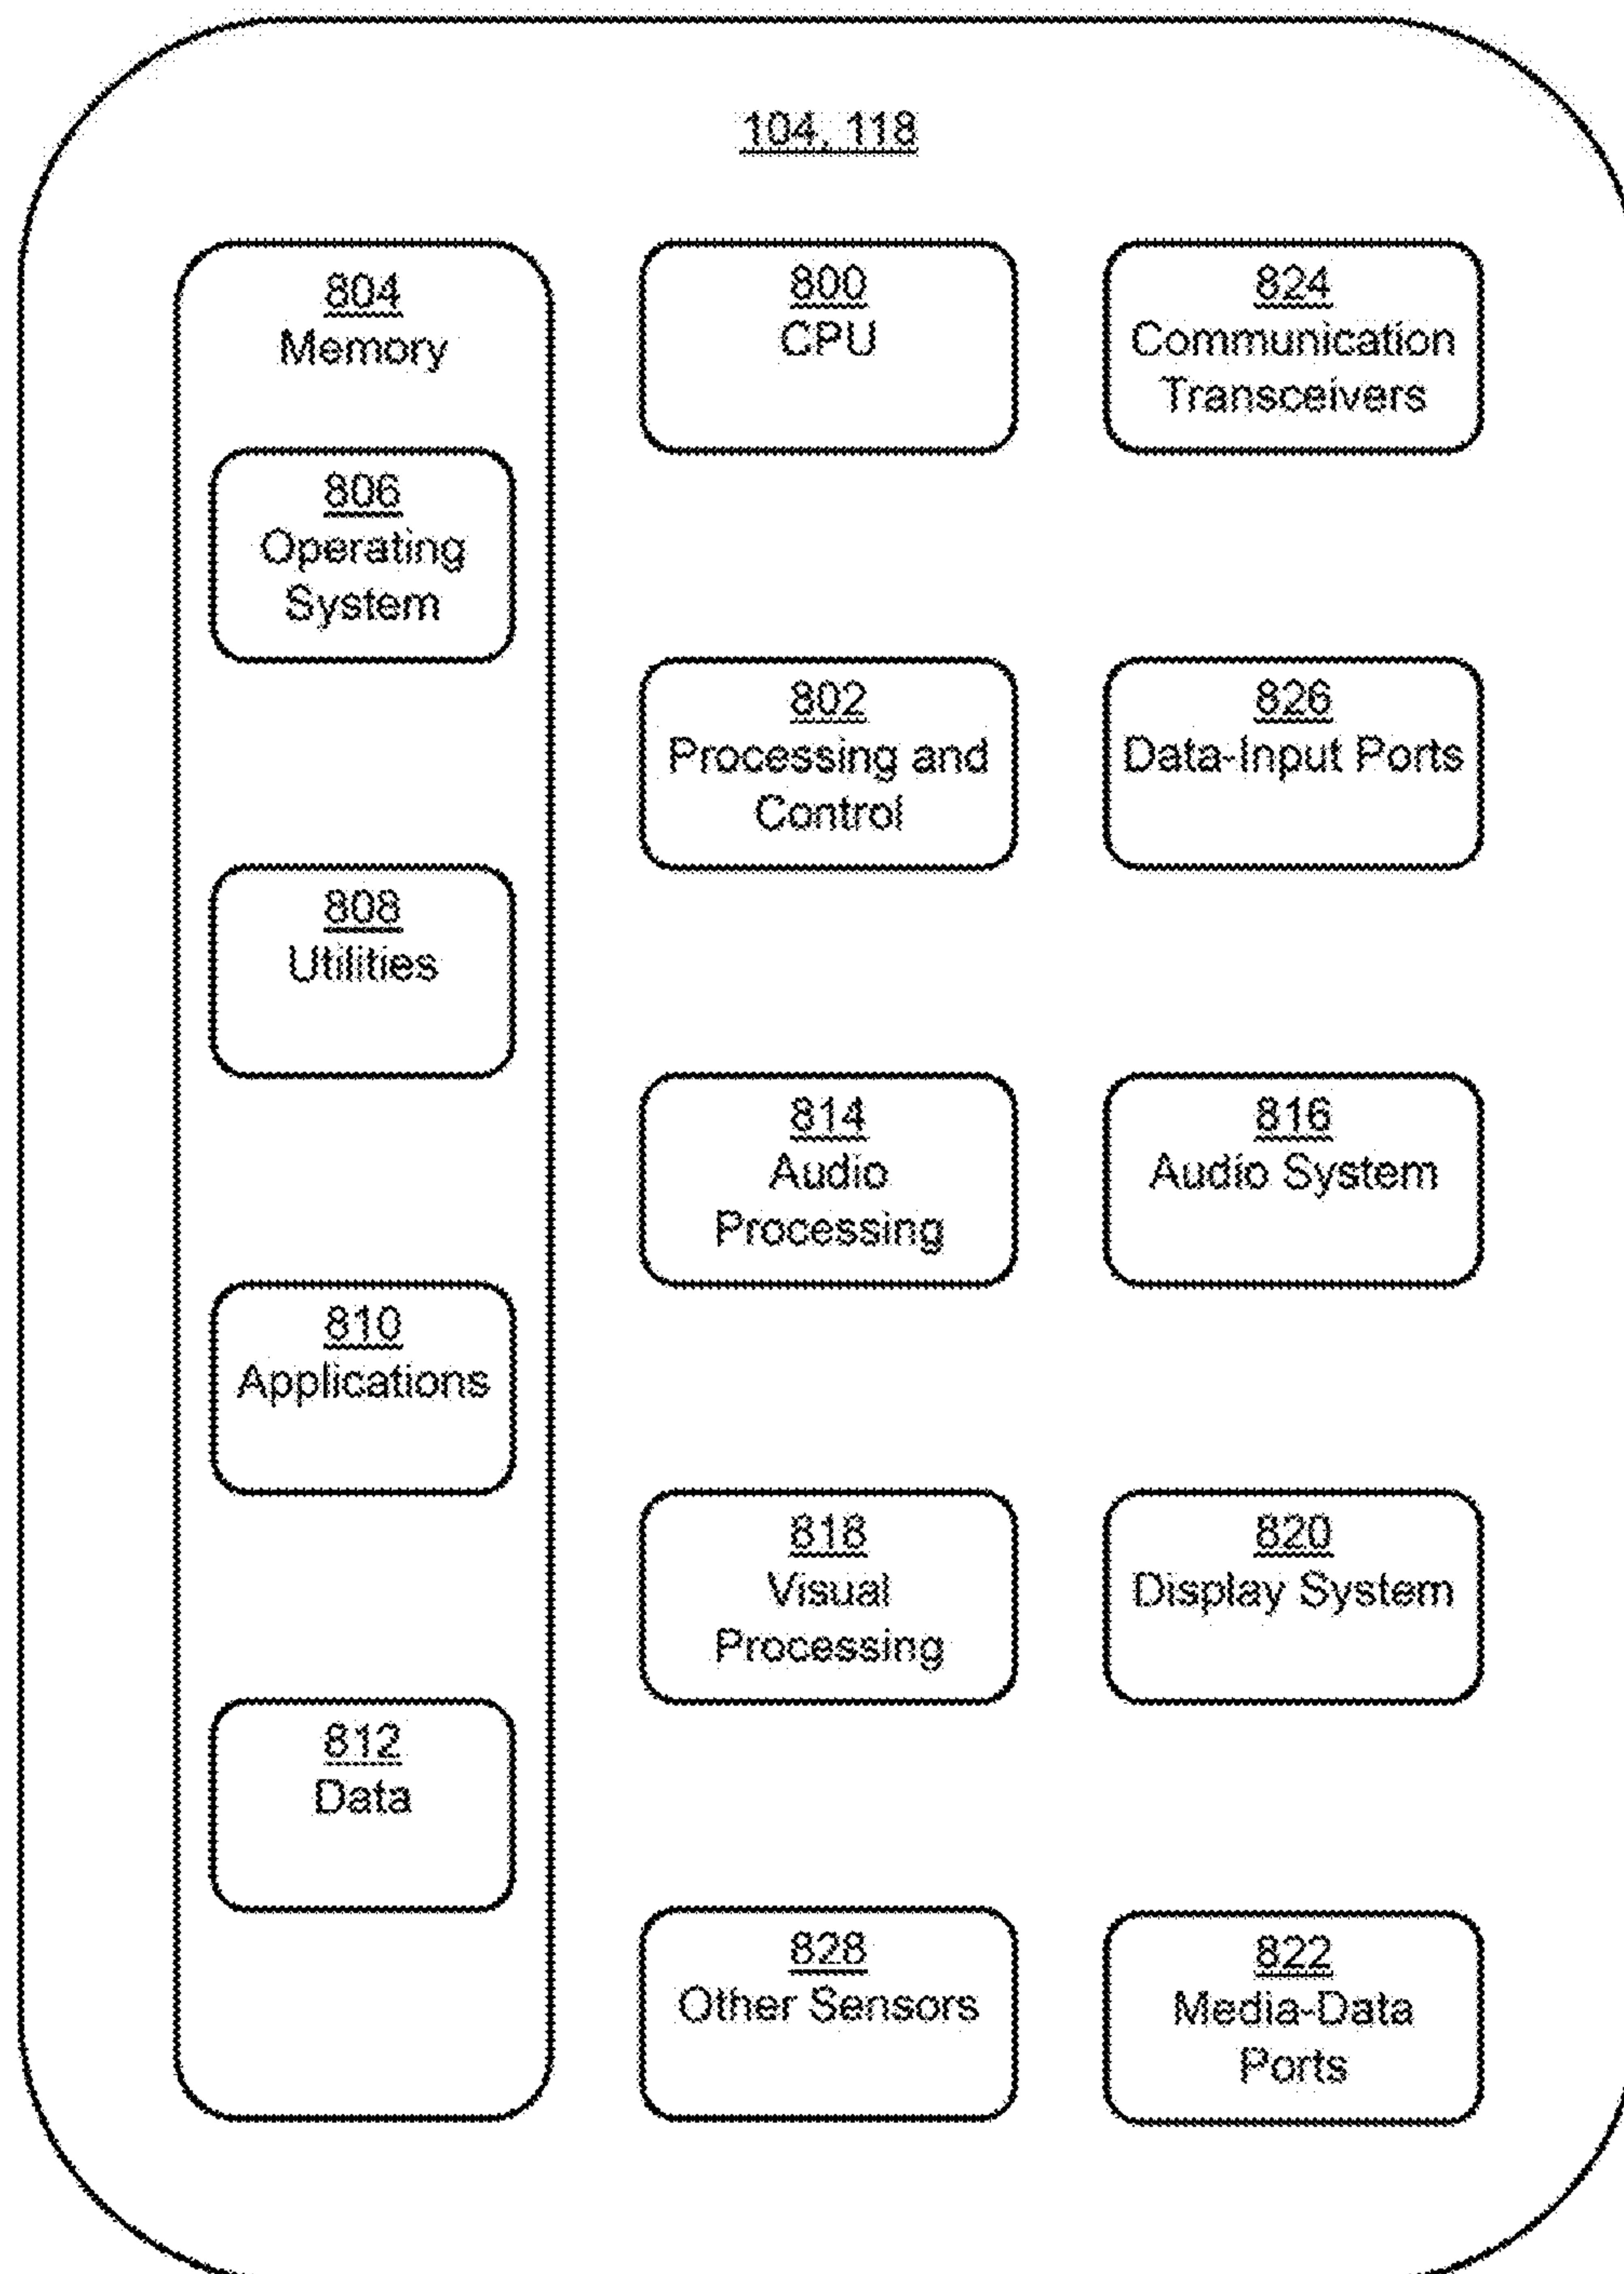 104, 118
804
Memory
806
Operating
System
808
Utilities
810
Applications
812
Data
800
CPU
802
Processing and
Control
814
Audio
Processing
818
Visual
Processing
828
Other Sensors
824
Communication
Transceivers
826
Data-Input Ports
816
Audio System
820
Display System
822
Media-Data
Ports